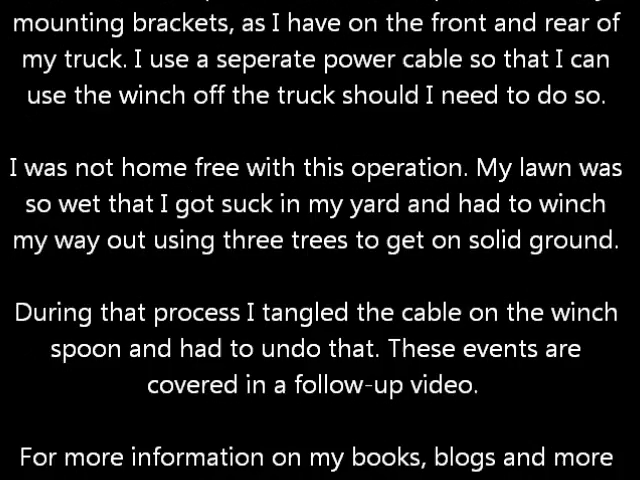 mounting brackets, as I have on the front and rear of
my truck. I use a seperate power cable so that I can
use the winch off the truck should I need to do so.
I was not home free with this operation. My lawn was
so wet that I got suck in my yard and had to winch
my way out using three trees to get on solid ground.
During that process I tangled the cable on the winch
spoon and had to undo that. These events are
covered in a follow-up video.
For more information on my books, blogs and more